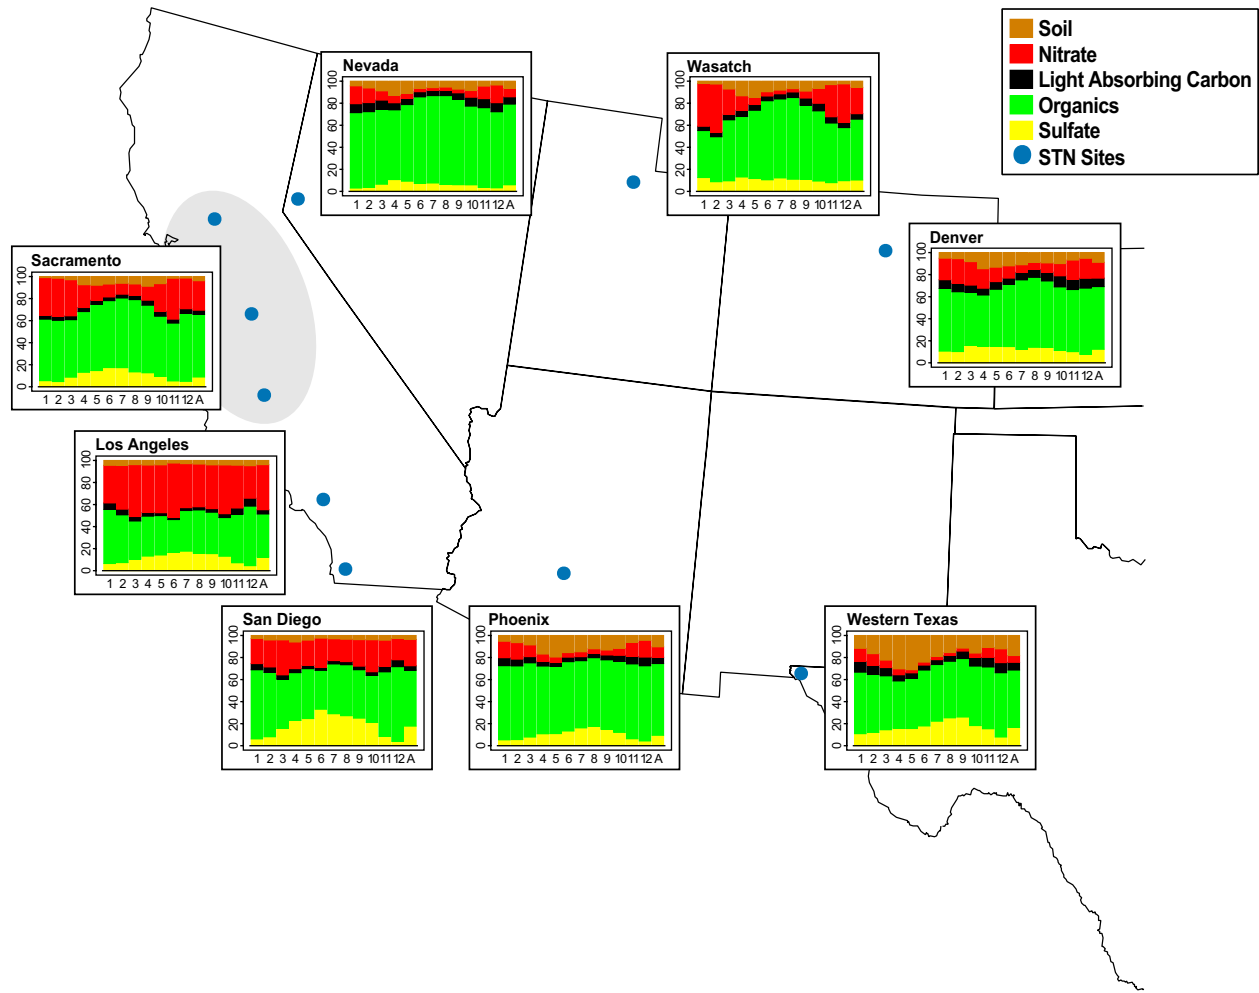 Soil
Nitrate
Light Absorbing Carbon
Organics
Sulfate
STN Sites
Nevada
0 20 40 60 80 100
1 2 3 4 5 6 7 8 9 10 11 12 A
Wasatch
0 20 40 60 80 100
1 2 3 4 5 6 7 8 9 10 11 12 A
Denver
0 20 40 60 80 100
1 2 3 4 5 6 7 8 9 10 11 12 A
Sacramento
0 20 40 60 80 100
1 2 3 4 5 6 7 8 9 10 11 12 A
Los Angeles
0 20 40 60 80 100
1 2 3 4 5 6 7 8 9 10 11 12 A
San Diego
0 20 40 60 80 100
1 2 3 4 5 6 7 8 9 10 11 12 A
Phoenix
0 20 40 60 80 100
1 2 3 4 5 6 7 8 9 10 11 12 A
Western Texas
0 20 40 60 80 100
1 2 3 4 5 6 7 8 9 10 11 12 A